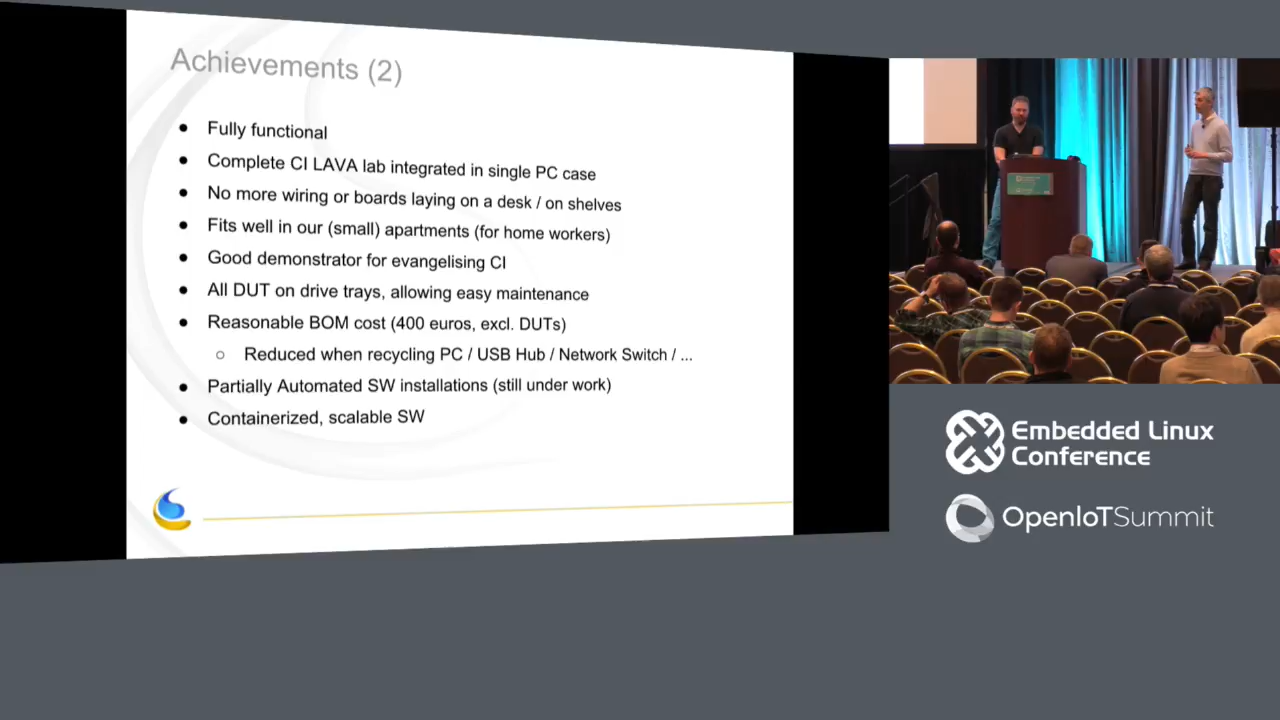 Achievements (2)
● Fully functional
● Complete CI LAVA lab integrated in single PC case
● No more wiring or boards laying on a desk / on shelves
● Fits well in our (small) apartments (for home workers)
● Good demonstrator for evangelising CI
● All DUT on drive trays, allowing easy maintenance
● Reasonable BOM cost (400 euros, excl. DUTs)
○ Reduced when recycling PC / USB Hub / Network Switch / ...
● Partially Automated SW installations (still under work)
● Containerized, scalable SW
Embedded Linux
Conference
OpenIoTSummit